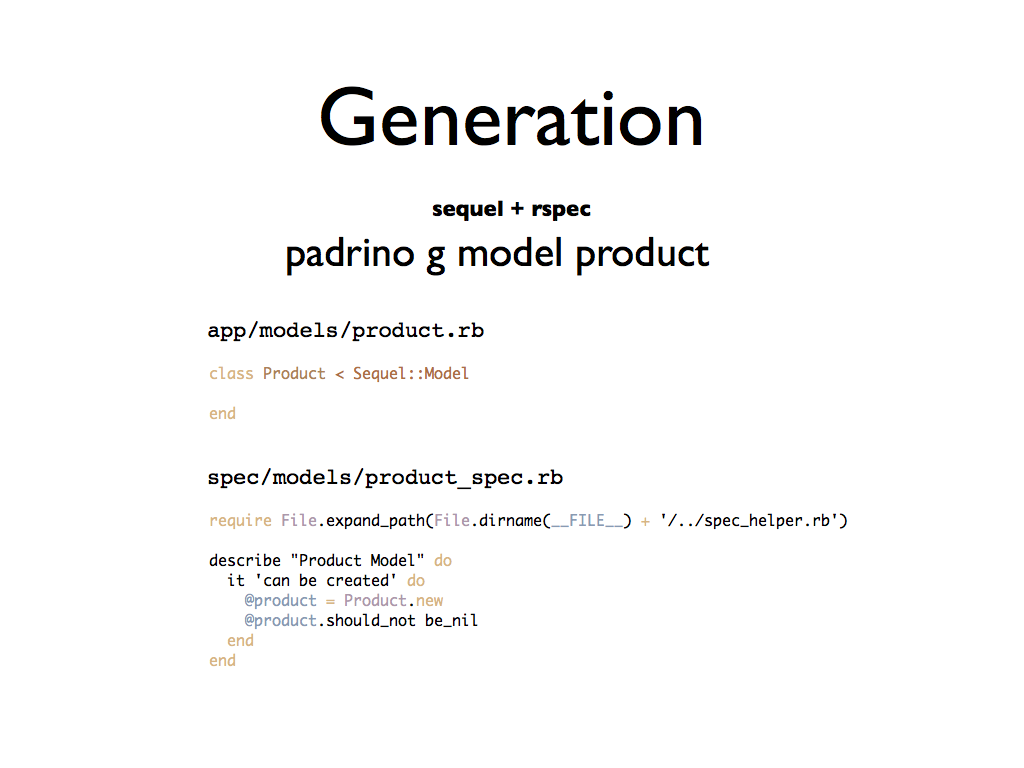 Generation
sequel + rspec
padrino g model product
app/models/product.rb
class Product < Sequel::Model
end
spec/models/product_spec.rb
require File.expand_path(File.dirname(__FILE__) + '/../spec_helper.rb')
describe "Product Model" do
  it 'can be created' do
    @product = Product.new
    @product.should_not be_nil
  end
end